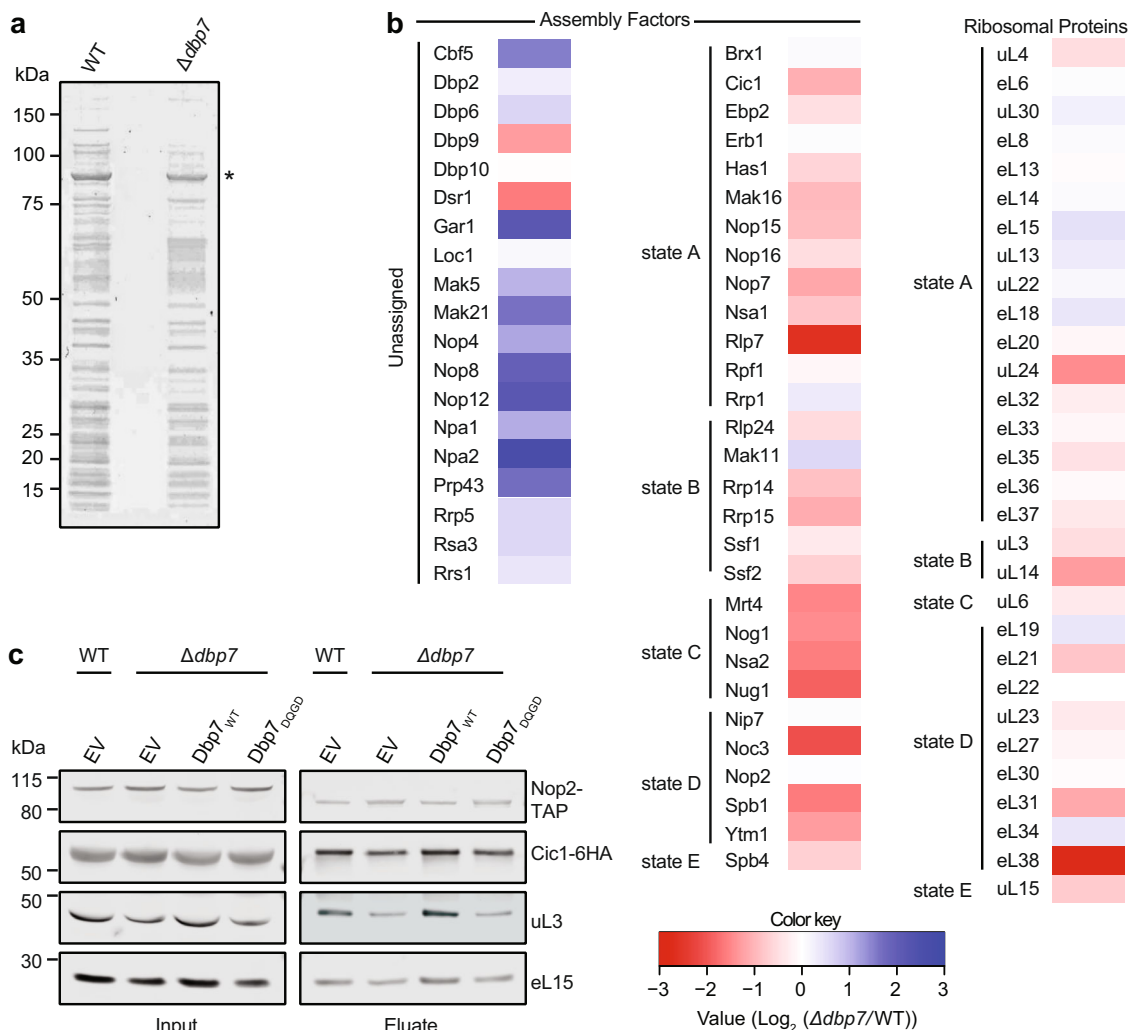 a
WT
Δdbp7
kDa
150
100
75
50
35
25
20
15
*
b
Assembly Factors
Unassigned
Cbf5
Dbp2
Dbp6
Dbp9
Dbp10
Dsr1
Gar1
Loc1
Mak5
Mak21
Nop4
Nop8
Nop12
Npa1
Npa2
Prp43
Rrp5
Rsa3
Rrs1
state A
Brx1
Cic1
Ebp2
Erb1
Has1
Mak16
Nop15
Nop16
Nop7
Nsa1
Rlp7
Rpf1
Rrp1
state B
Rlp24
Mak11
Rrp14
Rrp15
Ssf1
Ssf2
state C
Mrt4
Nog1
Nsa2
Nug1
state D
Nip7
Noc3
Nop2
Spb1
Ytm1
state E
Spb4
Ribosomal Proteins
state A
uL4
eL6
uL30
eL8
eL13
eL14
eL15
uL13
uL22
eL18
eL20
uL24
eL32
eL33
eL35
eL36
eL37
state B
uL3
uL14
state C
uL6
state D
eL19
eL21
eL22
uL23
eL27
eL30
eL31
eL34
eL38
state E
uL15
Color key
−3 −2 −1 0 1 2 3
Value (Log2 (Δdbp7/WT))
c
WT Δdbp7 WT Δdbp7
kDa
EV EV Dbp7WT Dbp7DQGD EV EV Dbp7WT Dbp7DQGD
115
80
Nop2-
TAP
50
Cic1-6HA
50
uL3
30
eL15
Input Eluate